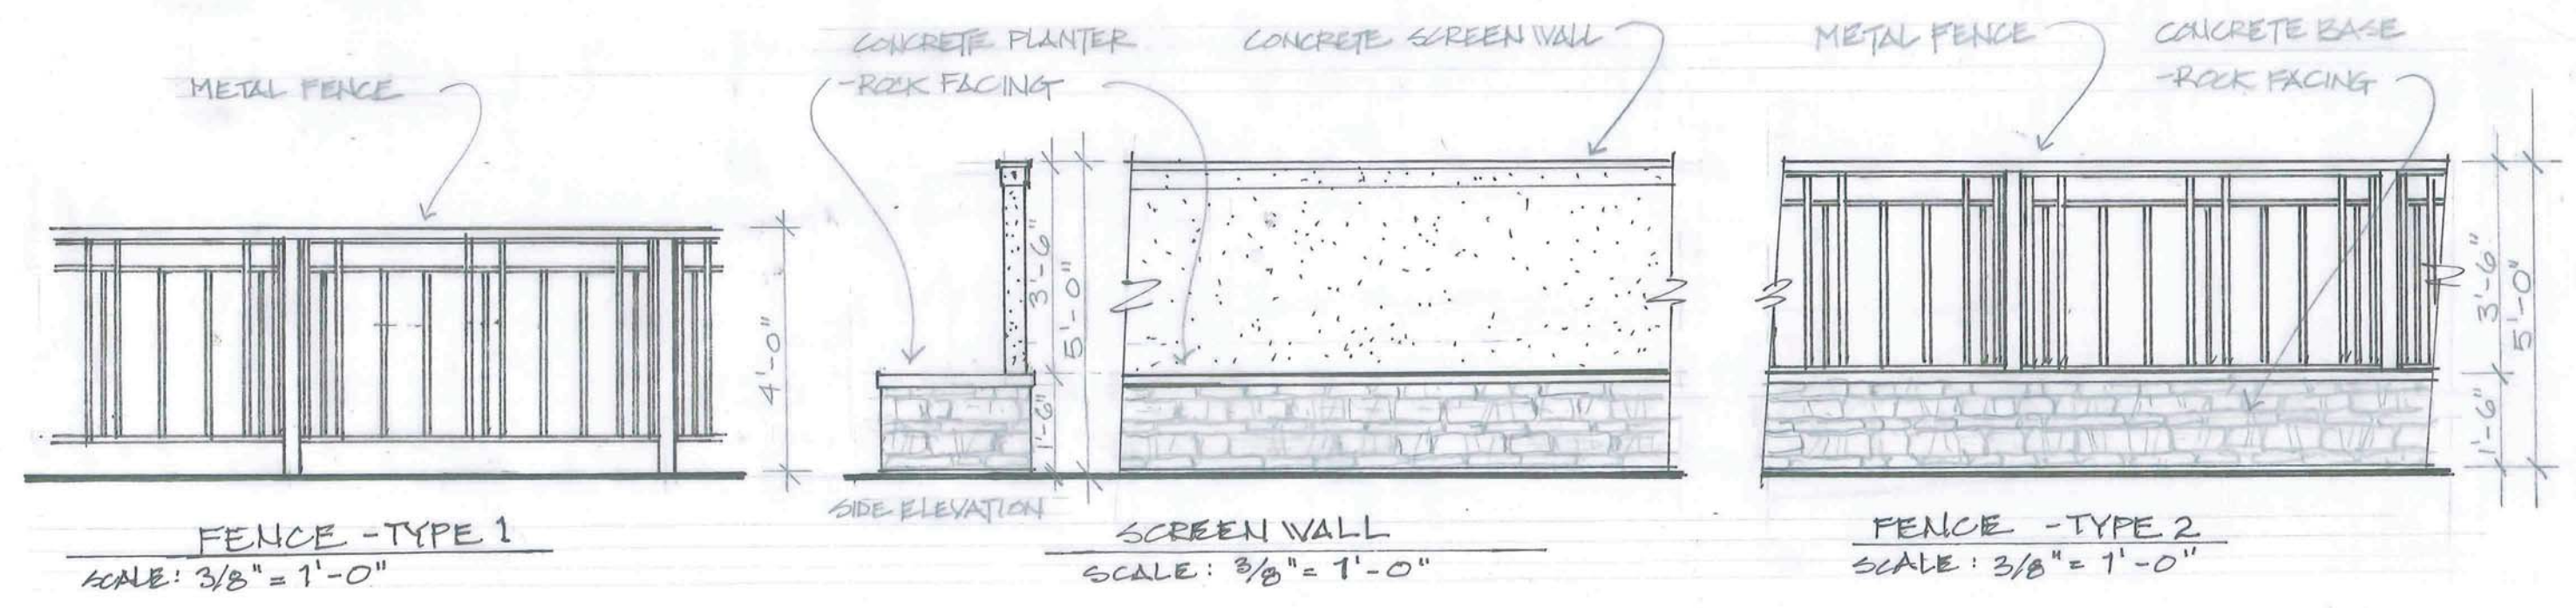 METAL FENCE
4'-0"
FENCE - TYPE 1
SCALE: 3/8" = 1'-0"
CONCRETE PLANTER
-ROCK FACING
CONCRETE SCREEN WALL
3'-6"
5'-0"
1'-6"
SIDE ELEVATION
SCREEN WALL
SCALE: 3/8" = 1'-0"
METAL FENCE
CONCRETE BASE
-ROCK FACING
3'-6"
5'-0"
1'-6"
FENCE - TYPE 2
SCALE: 3/8" = 1'-0"